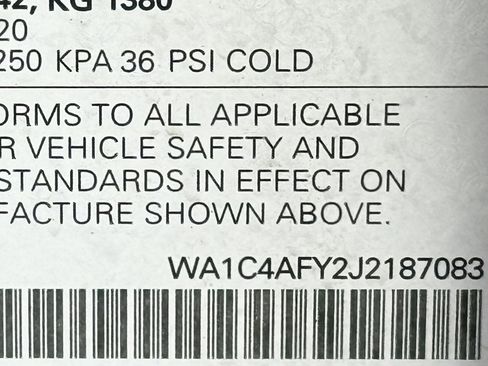 42, KG 1380
20
250 KPA 36 PSI COLD
ORMS TO ALL APPLICABLE
R VEHICLE SAFETY AND
STANDARDS IN EFFECT ON
FACTURE SHOWN ABOVE.
WA1C4AFY2J2187083